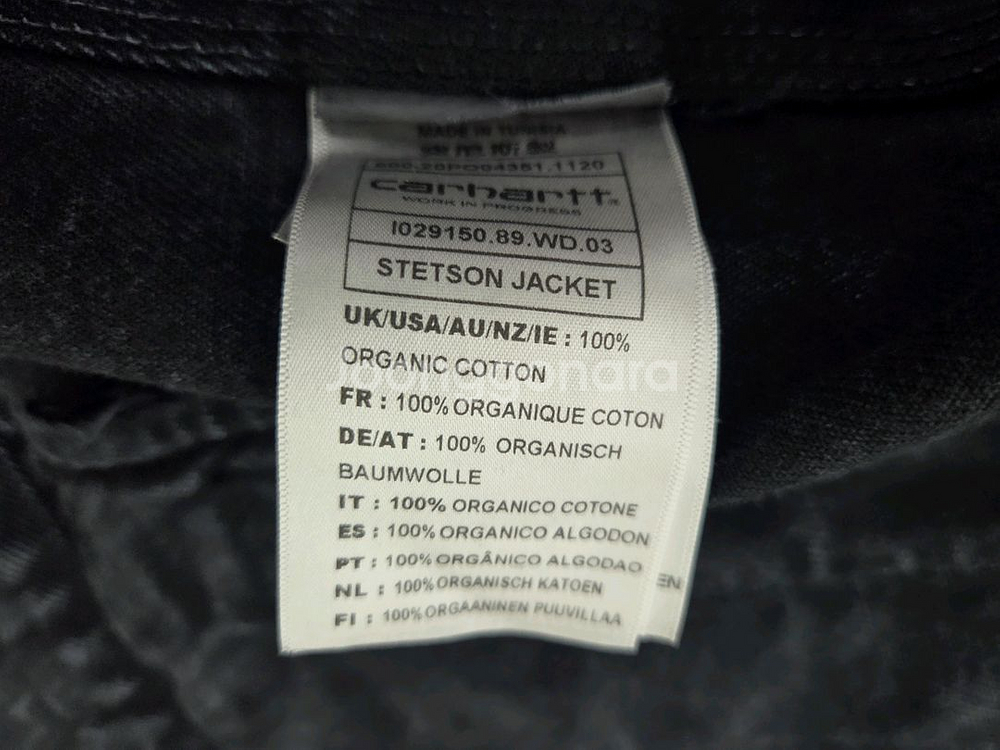 MADE IN TUNISIA
carhartt
WORK IN PROGRESS
I029150.89.WD.03
STETSON JACKET
UK/USA/AU/NZ/IE : 100%
ORGANIC COTTON
FR : 100% ORGANIQUE COTON
DE/AT : 100% ORGANISCH
BAUMWOLLE
IT : 100% ORGANICO COTONE
ES : 100% ORGANICO ALGODON
PT : 100% ORGÂNICO ALGODAO
NL : 100% ORGANISCH KATOEN
EN
FI : 100% ORGAANINEN PUUVILLAA